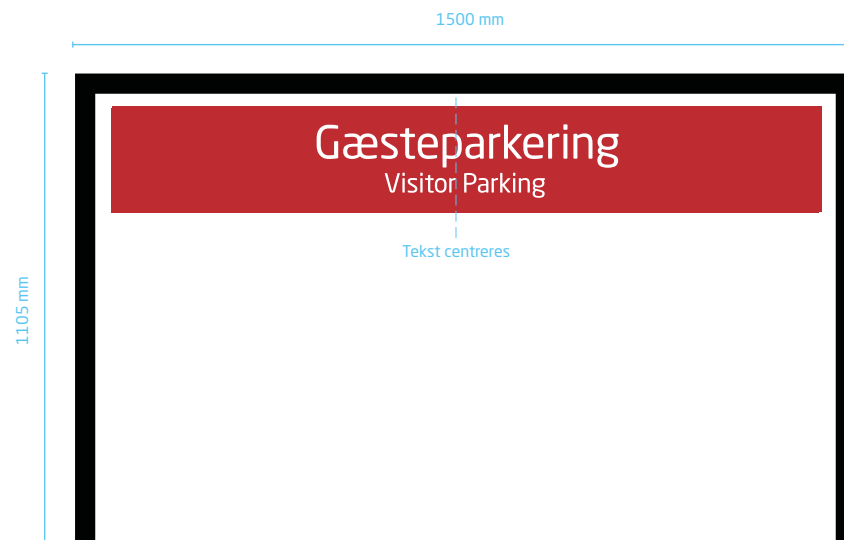 1500 mm
Gæsteparkering
Visitor Parking
Tekst centreres
1105 mm